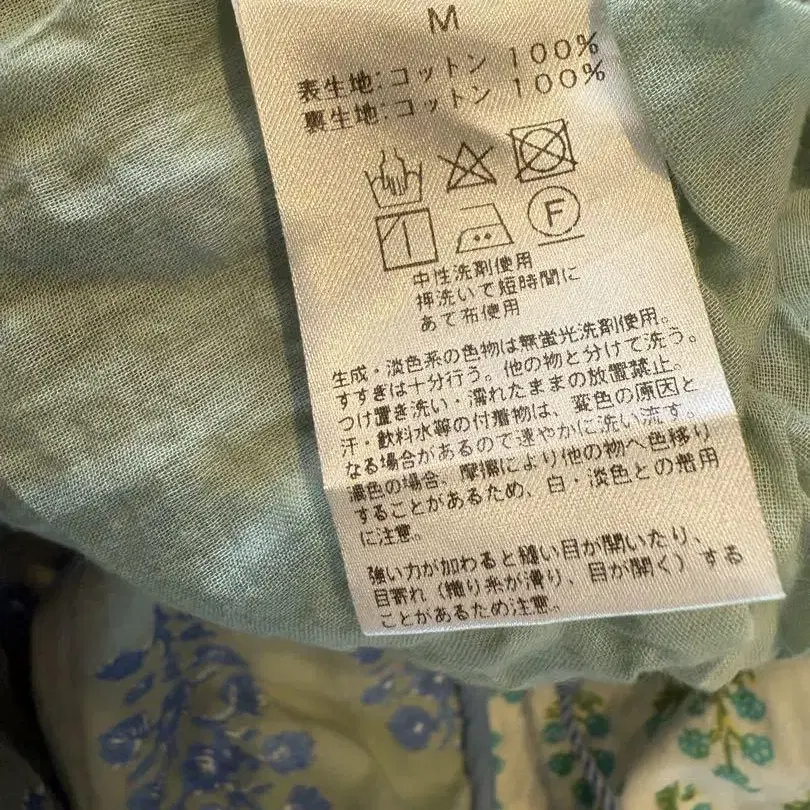 M
表生地:コットン 100%
裏生地:コットン 100%
F
中性洗剤使用
押洗いで短時間に
あて布使用
生成・淡色系の色物は無蛍光洗剤使用。
すすぎは十分行う。他の物と分けて洗う。
つけ置き洗い・濡れたままの放置禁止。
汗・飲料水等の付着物は、変色の原因と
なる場合があるので速やかに洗い流す。
濃色の場合、摩擦により他の物へ色移り
することがあるため、白・淡色との着用
に注意。
強い力が加わると縫い目が開いたり、
目寄れ(織り糸が滑り、目が開く)する
ことがあるため注意。